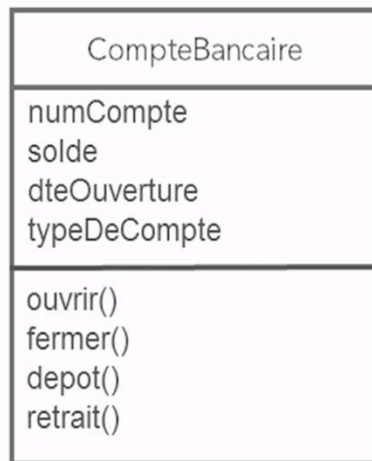 CompteBancaire
numCompte
solde
dteOuverture
typeDeCompte
ouvrir()
fermer()
depot()
retrait()